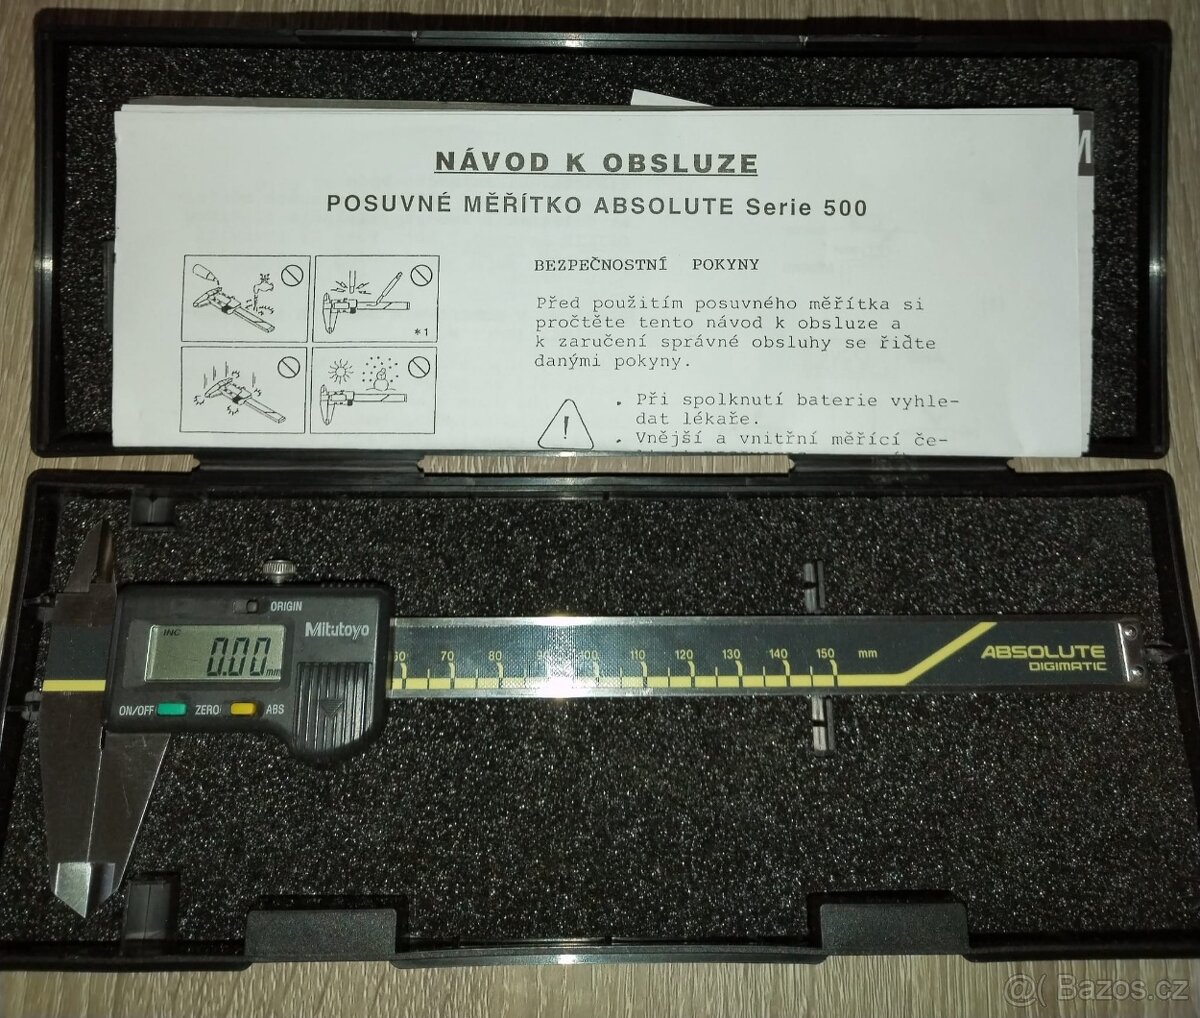 NÁVOD K OBSLUZE
POSUVNÉ MĚŘÍTKO ABSOLUTE Serie 500
*1
BEZPEČNOSTNÍ POKYNY
Před použitím posuvného měřítka si
pročtěte tento návod k obsluze a
k zaručení správné obsluhy se řiďte
danými pokyny.
. Při spolknutí baterie vyhle-
dat lékaře.
. Vnější a vnitřní měřící če-
M
ORIGIN
Mitutoyo
INC
0.00 mm
ON/OFF ZERO ABS
60 70 80 100 110 120 130 140 150 mm
ABSOLUTE
DIGIMATIC
@( Bazoš.cz